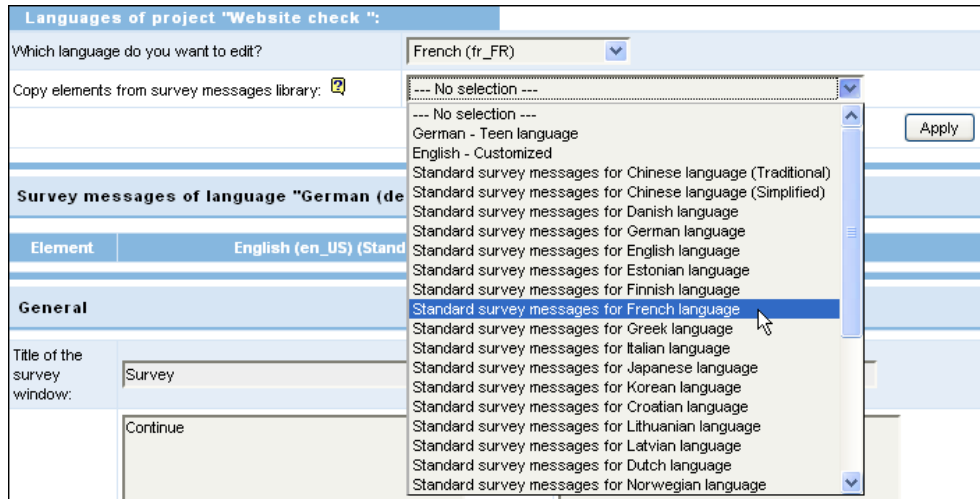 Languages of project "Website check ":
Which language do you want to edit?
French (fr_FR)
Copy elements from survey messages library:
--- No selection ---
--- No selection ---
German - Teen language
English - Customized
Standard survey messages for Chinese language (Traditional)
Standard survey messages for Chinese language (Simplified)
Standard survey messages for Danish language
Standard survey messages for German language
Standard survey messages for English language
Standard survey messages for Estonian language
Standard survey messages for Finnish language
Standard survey messages for French language
Standard survey messages for Greek language
Standard survey messages for Italian language
Standard survey messages for Japanese language
Standard survey messages for Korean language
Standard survey messages for Croatian language
Standard survey messages for Lithuanian language
Standard survey messages for Latvian language
Standard survey messages for Dutch language
Standard survey messages for Norwegian language
Apply
Survey messages of language "German (de
Element
English (en_US) (Stand
General
Title of the
survey
window:
Survey
Continue